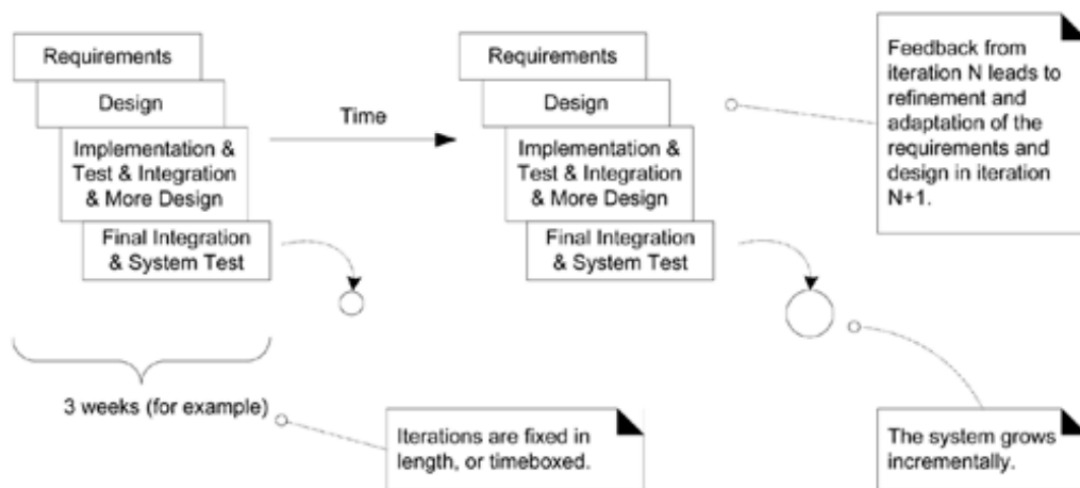 Requirements
Design
Implementation &
Test & Integration
& More Design
Final Integration
& System Test
Time
Requirements
Design
Implementation &
Test & Integration
& More Design
Final Integration
& System Test
Feedback from
iteration N leads to
refinement and
adaptation of the
requirements and
design in iteration
N+1.
3 weeks (for example)
Iterations are fixed in
length, or timeboxed.
The system grows
incrementally.